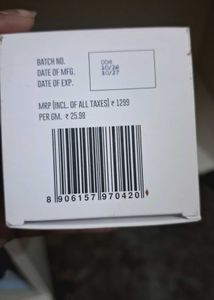 BATCH NO. 006
DATE OF MFG. 10/24
DATE OF EXP. 10/27
MRP (INCL. OF ALL TAXES) ₹ 1299
PER GM. ₹ 25.98
8 906157 970420